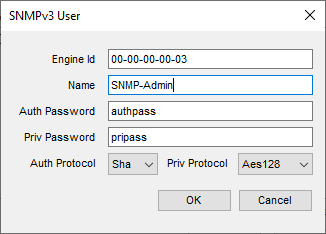 SNMPv3 User
Engine Id 00-00-00-00-03
Name SNMP-Admin
Auth Password authpass
Priv Password pripass
Auth Protocol Sha Priv Protocol Aes128
OK Cancel